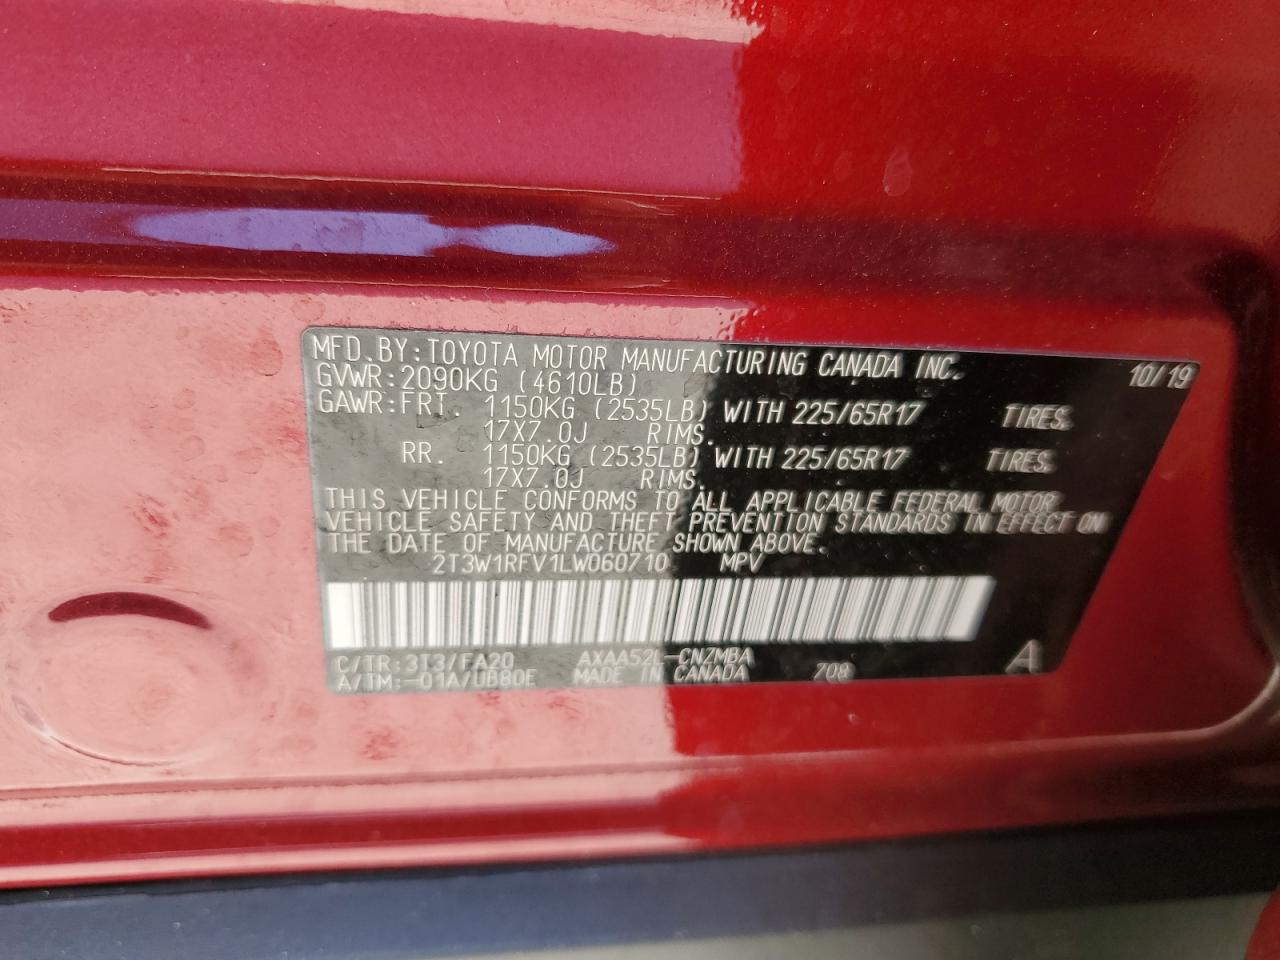 MFD.BY:TOYOTA MOTOR MANUFACTURING CANADA INC. 10/19
GVWR:2090KG (4610LB)
GAWR:FRT. 1150KG (2535LB) WITH 225/65R17 TIRES.
17X7.0J RIMS.
RR. 1150KG (2535LB) WITH 225/65R17 TIRES.
17X7.0J RIMS.
THIS VEHICLE CONFORMS TO ALL APPLICABLE FEDERAL MOTOR
VEHICLE SAFETY AND THEFT PREVENTION STANDARDS IN EFFECT ON
THE DATE OF MANUFACTURE SHOWN ABOVE.
2T3W1RFV1LW060710 MPV
C/TR:3T3/FA20 AXAA52L-CNZMBA
A/TM:-01A/UB80E MADE IN CANADA Z08 A